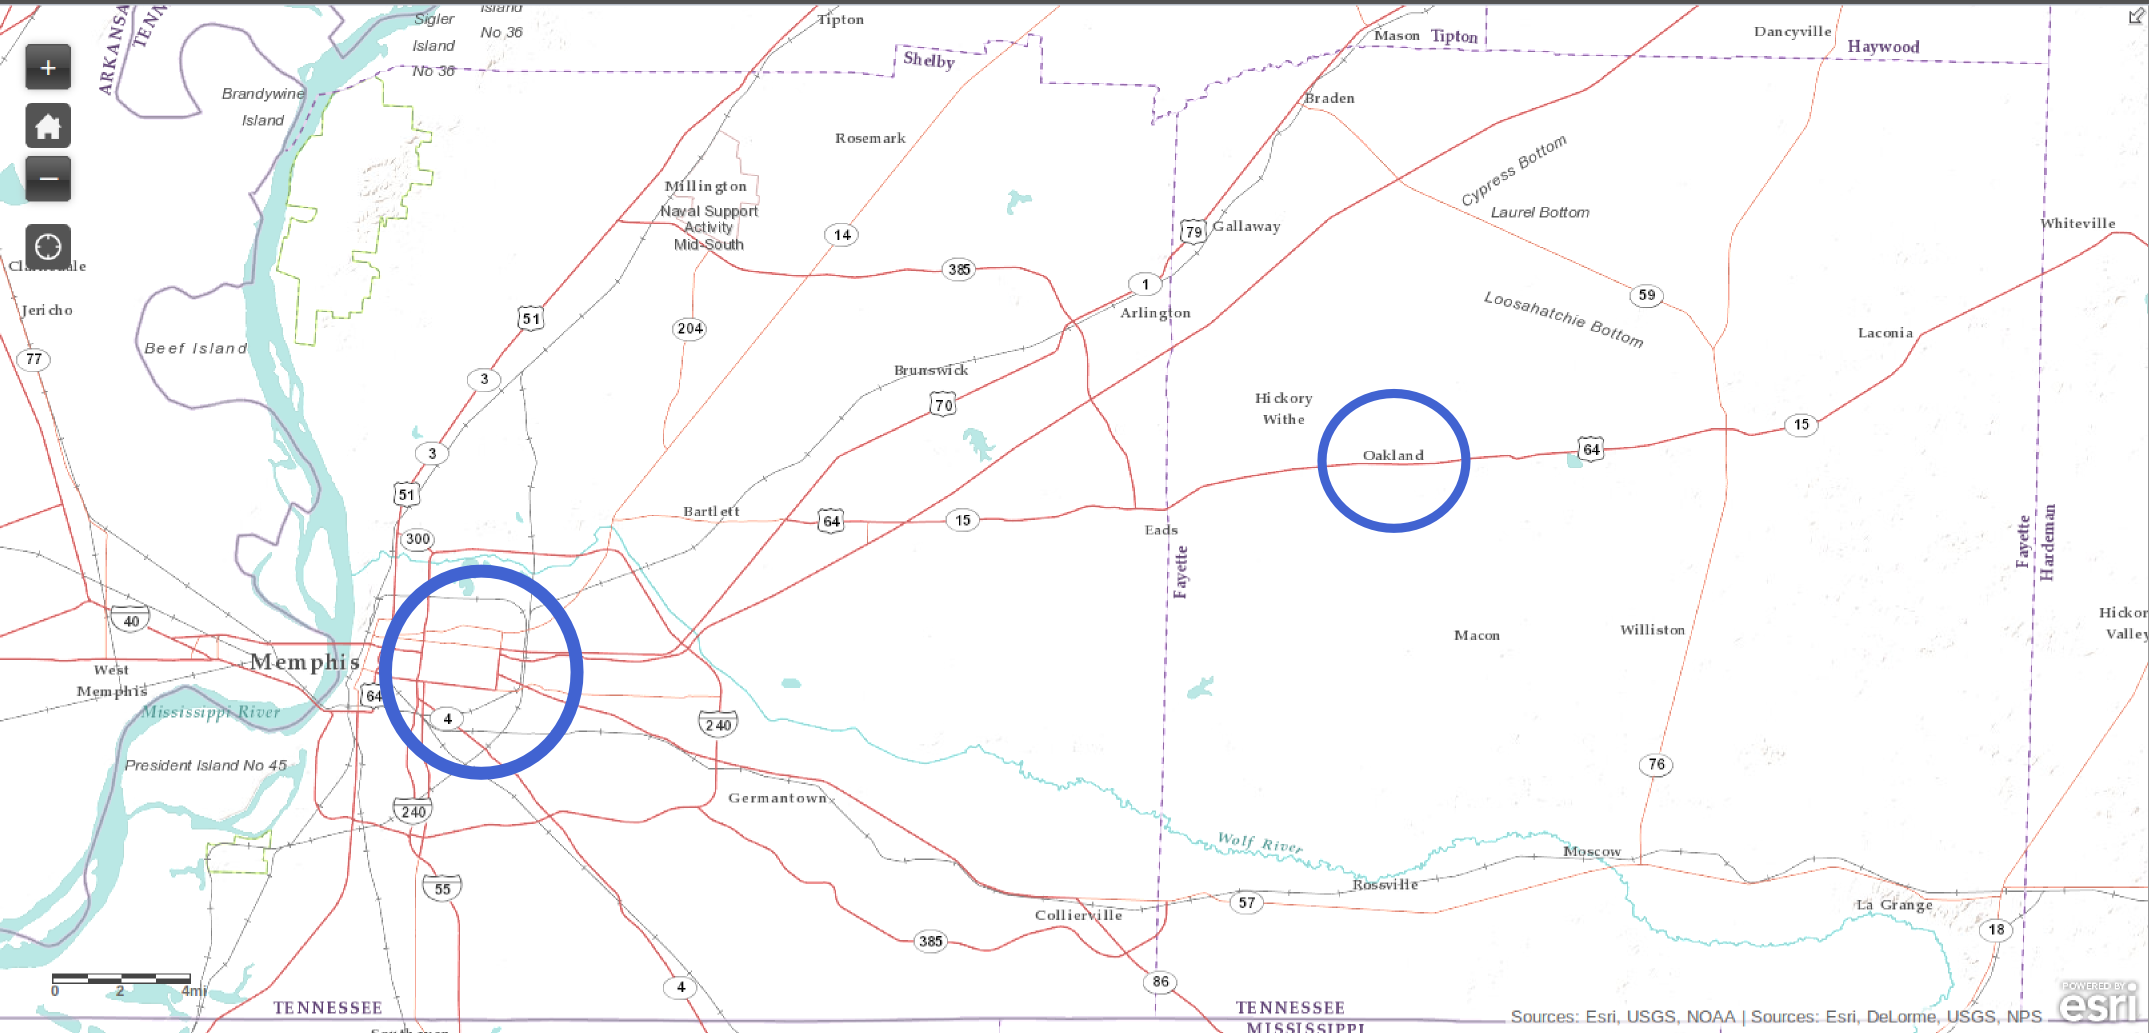 Sigler
Island
No 36
Island
No 36
Tipton
Mason
Tipton
Dancyville
Haywood
Shelby
ARKANSA
TENN
Brandywine
Island
Braden
Rosemark
Cypress Bottom
Millington
Naval Support
Activity
Mid-South
Laurel Bottom
14
79
Gallaway
Whiteville
385
1
59
Jericho
51
204
Arlington
Loosahatchie Bottom
Laconia
Beef Island
77
3
Brunswick
70
Hickory
Withe
15
3
Oakland
64
51
Bartlett
64
15
Eads
300
Fayette
Fayette
Hardeman
40
Memphis
West
Memphis
64
4
Macon
Williston
Hickor
Valley
Mississippi River
240
President Island No 45
76
Germantown
240
Wolf River
Moscow
55
Rossville
57
Collierville
La Grange
385
18
86
4
0 2 4mi
TENNESSEE
TENNESSEE
MISSISSIPPI
Sources: Esri, USGS, NOAA | Sources: Esri, DeLorme, USGS, NPS
POWERED BY
esri